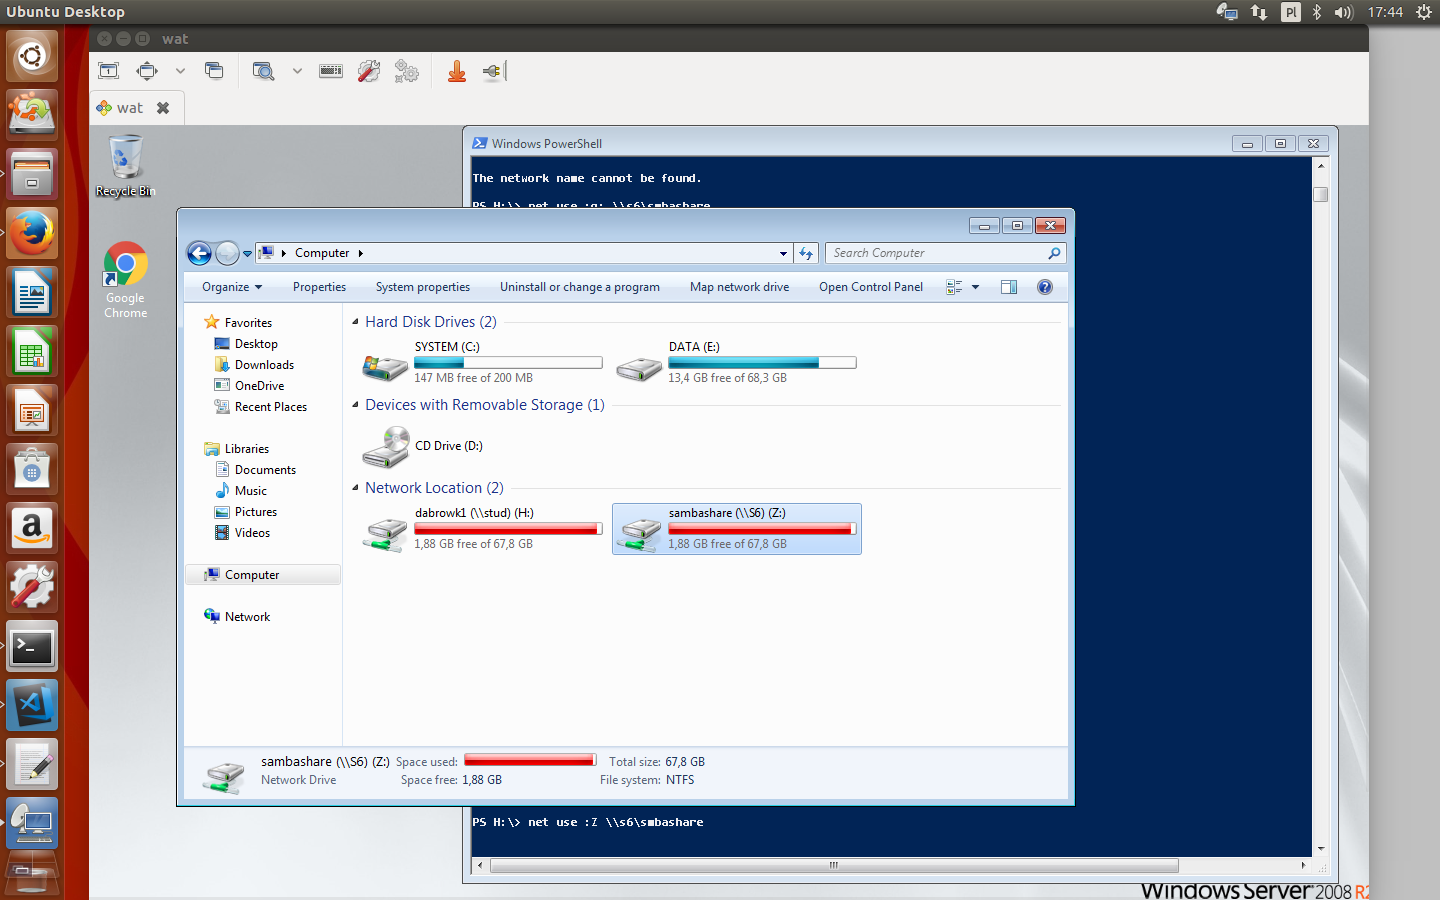 Ubuntu Desktop
Pl
17:44
wat
wat
Recycle Bin
Google
Chrome
Windows PowerShell
The network name cannot be found.
PS H:\> net use :q: \\s6\smbashare
Computer
Search Computer
Organize
Properties
System properties
Uninstall or change a program
Map network drive
Open Control Panel
Favorites
Desktop
Downloads
OneDrive
Recent Places
Libraries
Documents
Music
Pictures
Videos
Computer
Network
Hard Disk Drives (2)
SYSTEM (C:)
147 MB free of 200 MB
DATA (E:)
13,4 GB free of 68,3 GB
Devices with Removable Storage (1)
CD Drive (D:)
Network Location (2)
dabrowk1 (\\stud) (H:)
1,88 GB free of 67,8 GB
sambashare (\\S6) (Z:)
1,88 GB free of 67,8 GB
sambashare (\\S6) (Z:)
Space used:
Total size: 67,8 GB
Network Drive
Space free: 1,88 GB
File system: NTFS
PS H:\> net use :Z \\s6\smbashare
Windows Server 2008 R2